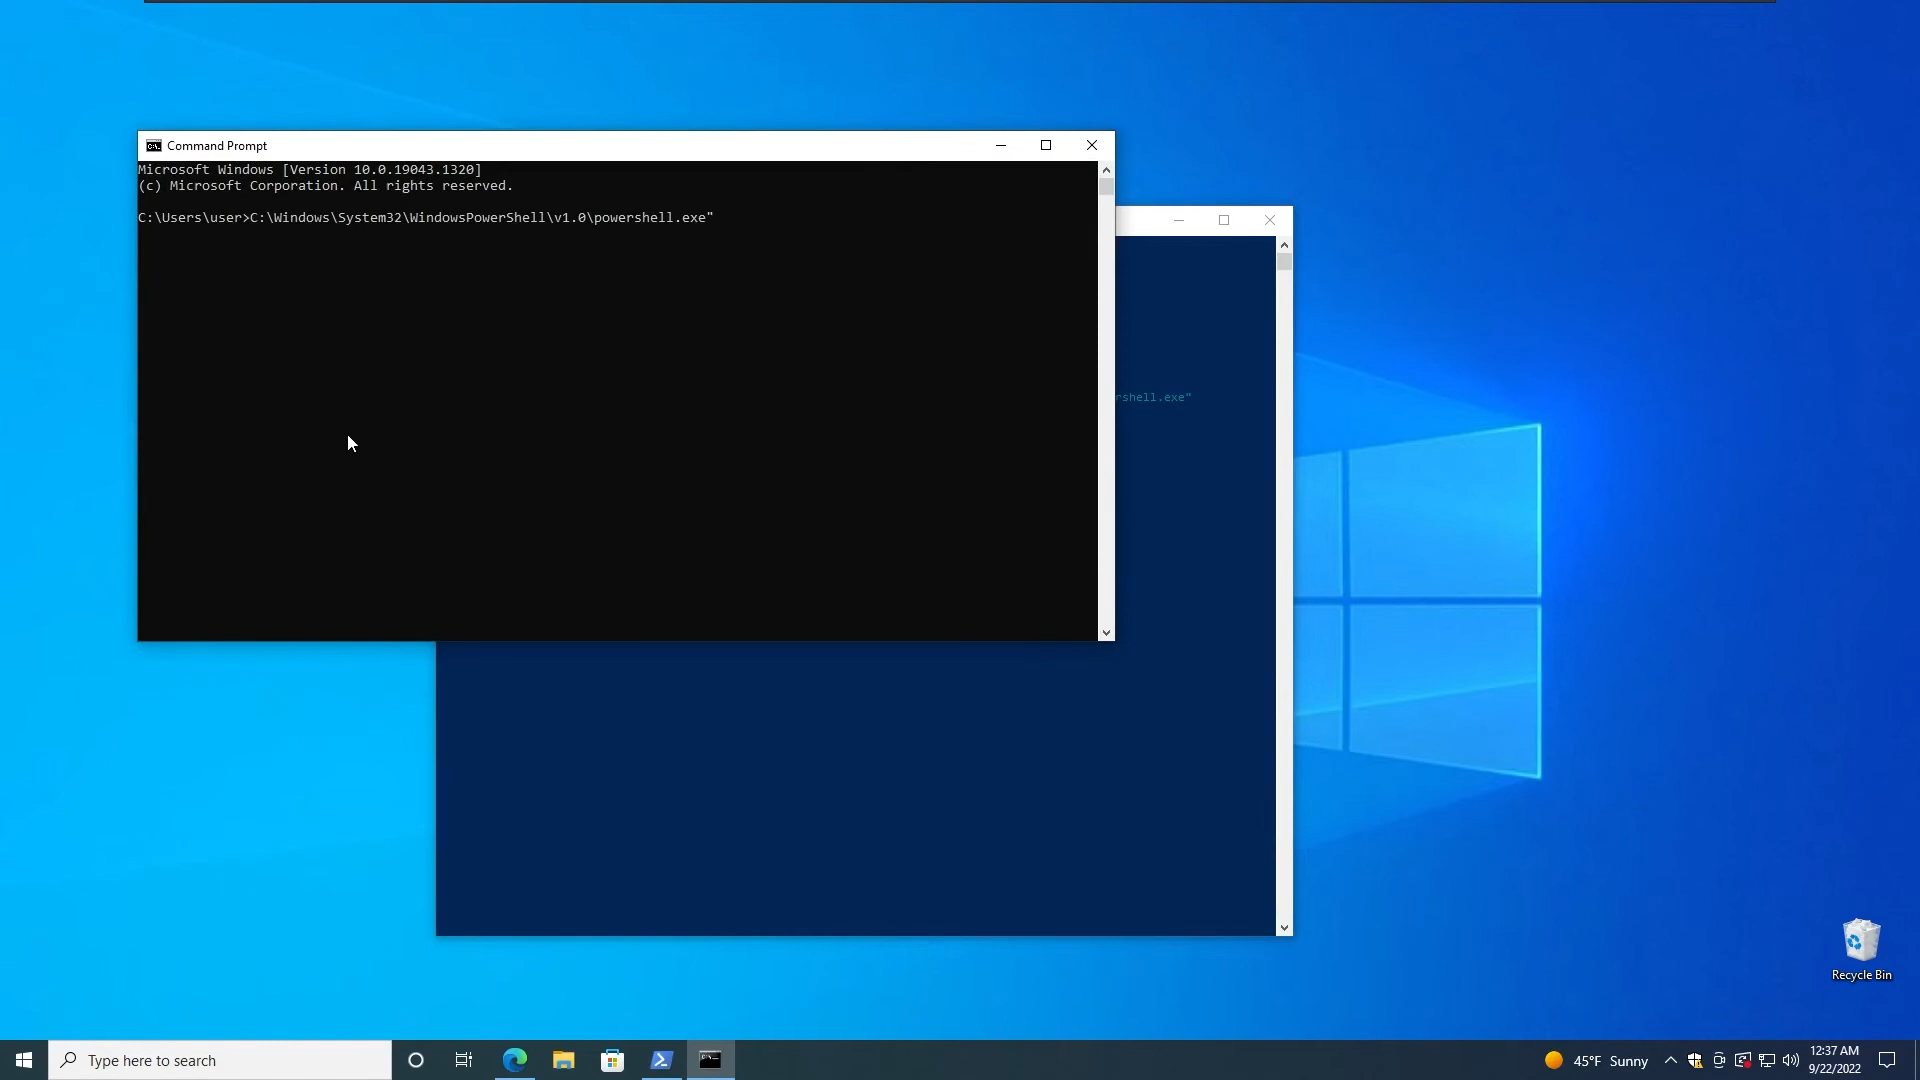 Command Prompt
Microsoft Windows [Version 10.0.19043.1320]
(c) Microsoft Corporation. All rights reserved.
C:\Users\user>C:\Windows\System32\WindowsPowerShell\v1.0\powershell.exe"
rshell.exe"
Recycle Bin
Type here to search
45°F Sunny
12:37 AM
9/22/2022